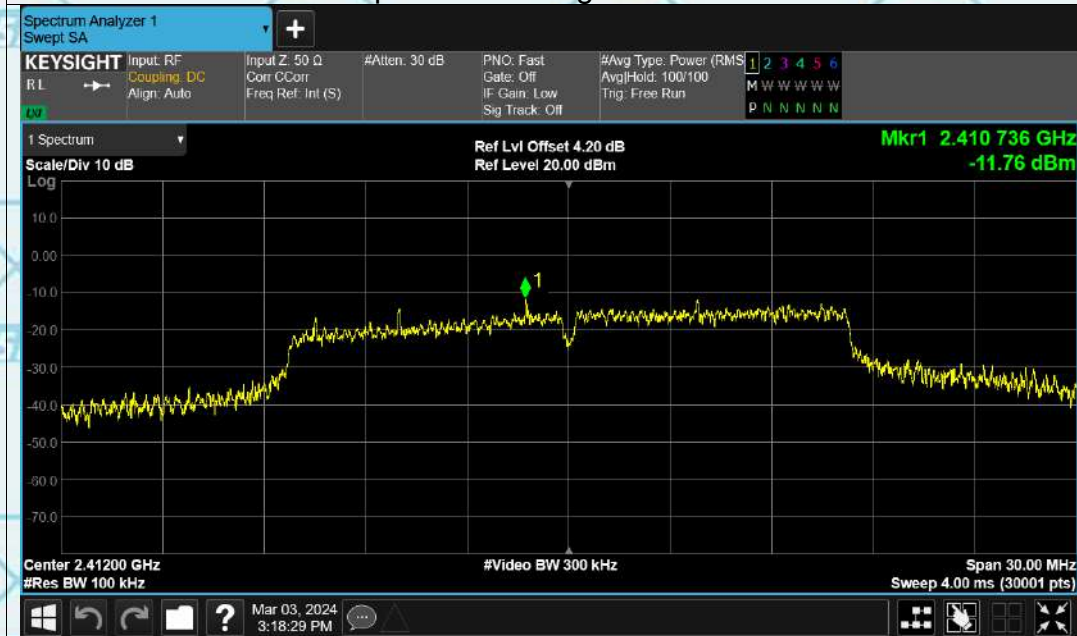 Spectrum Analyzer 1
Swept SA
+
KEYSIGHT Input: RF Input Z: 50 Ω #Atten: 30 dB PNO: Fast #Avg Type: Power (RMS 1 2 3 4 5 6
RL Coupling: DC Corr CCorr Gate: Off Avg|Hold: 100/100 M W W W W W
Align: Auto Freq Ref: Int (S) IF Gain: Low Trig: Free Run
Sig Track: Off P N N N N N
1 Spectrum Ref Lvl Offset 4.20 dB Mkr1 2.410 736 GHz
Scale/Div 10 dB Ref Level 20.00 dBm -11.76 dBm
Log
10.0
0.00
-10.0
1
-20.0
-30.0
-40.0
-50.0
-60.0
-70.0
Center 2.41200 GHz #Video BW 300 kHz Span 30.00 MHz
#Res BW 100 kHz Sweep 4.00 ms (30001 pts)
? Mar 03, 2024
3:18:29 PM